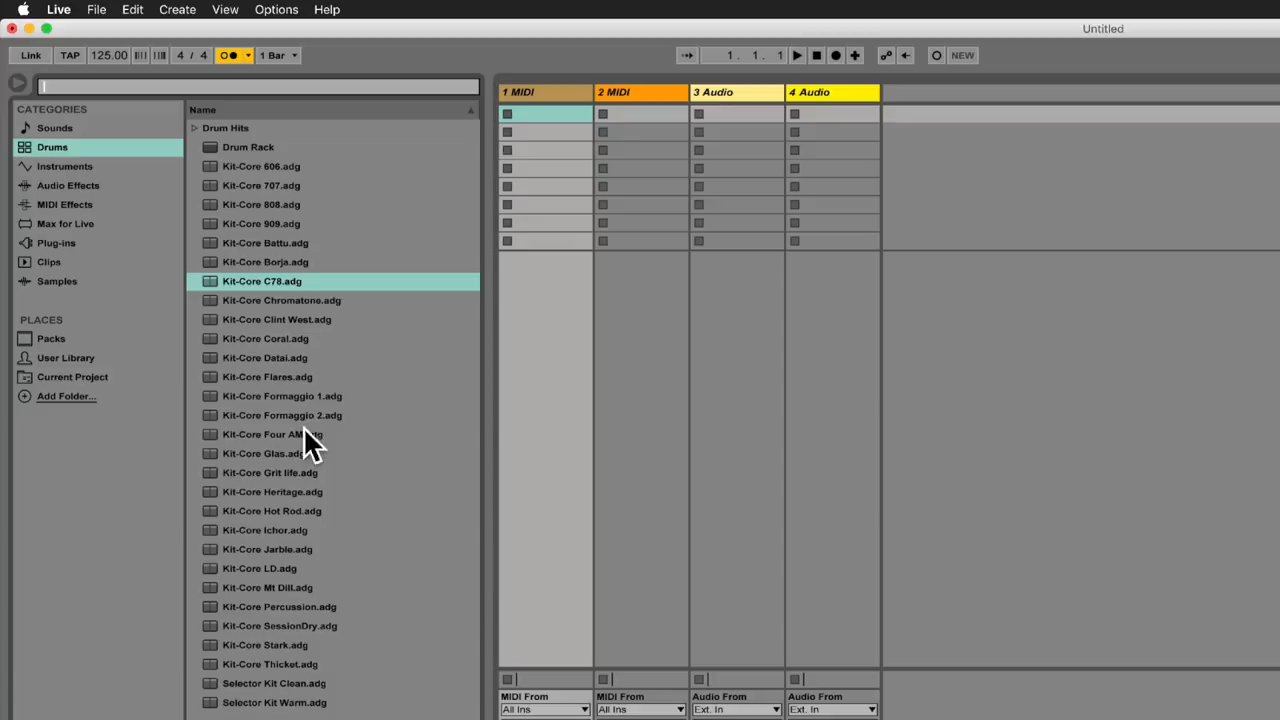 Live File Edit Create View Options Help
Untitled
Link TAP 125.00 4 / 4 1 Bar 1. 1. 1 NEW
CATEGORIES
Sounds
Drums
Instruments
Audio Effects
MIDI Effects
Max for Live
Plug-ins
Clips
Samples
PLACES
Packs
User Library
Current Project
Add Folder...
Name
Drum Hits
Drum Rack
Kit-Core 606.adg
Kit-Core 707.adg
Kit-Core 808.adg
Kit-Core 909.adg
Kit-Core Battu.adg
Kit-Core Borja.adg
Kit-Core C78.adg
Kit-Core Chromatone.adg
Kit-Core Clint West.adg
Kit-Core Coral.adg
Kit-Core Datai.adg
Kit-Core Flares.adg
Kit-Core Formaggio 1.adg
Kit-Core Formaggio 2.adg
Kit-Core Four AM.adg
Kit-Core Glas.adg
Kit-Core Grit life.adg
Kit-Core Heritage.adg
Kit-Core Hot Rod.adg
Kit-Core Ichor.adg
Kit-Core Jarble.adg
Kit-Core LD.adg
Kit-Core Mt Dill.adg
Kit-Core Percussion.adg
Kit-Core SessionDry.adg
Kit-Core Stark.adg
Kit-Core Thicket.adg
Selector Kit Clean.adg
Selector Kit Warm.adg
1 MIDI 2 MIDI 3 Audio 4 Audio
MIDI From MIDI From Audio From Audio From
All Ins All Ins Ext. In Ext. In